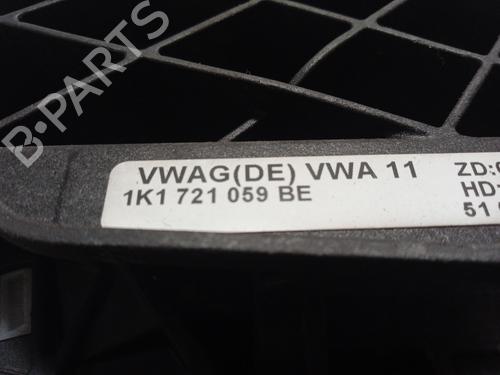 B-PARTS
VWAG(DE) VWA 11
1K1 721 059 BE
ZD:
HD
51